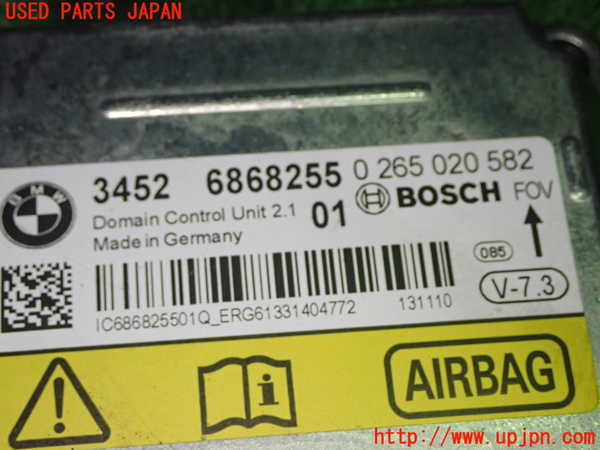 USED PARTS JAPAN
BMW
3452 6868255 0 265 020 582
Domain Control Unit 2.1 01 BOSCH FOV
Made in Germany
085
V-7.3
IC686825501Q_ERG61331404772 131110
AIRBAG
http://www.upjpn.com